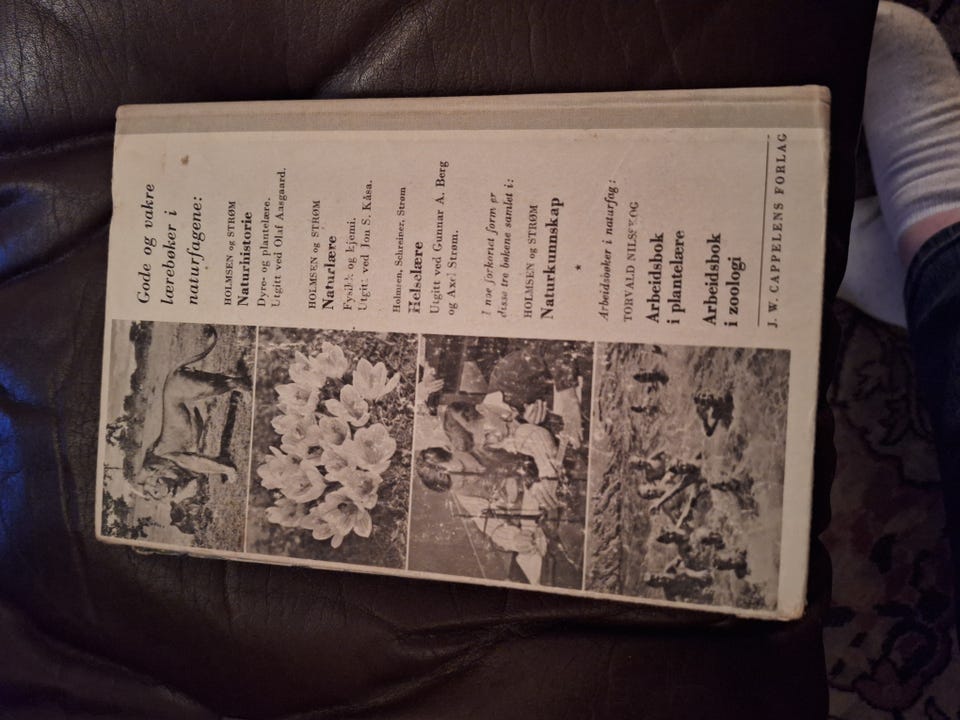 Gode og vakre
lærebøker i
naturfagene:
HOLMSEN OG STRØM
Naturhistorie
Dyre- og plantelære.
Utgitt ved Olaf Aasgaard.
HOLMSEN OG STRØM
Naturlære
Fysikk og kjemi.
Utgitt ved Jon S. Kåsa.
Holmsen, Schreiner, Strøm
Helselære
Utgitt ved Gunnar A. Berg
og Axel Strøm.
I noe forkortet form er
disse tre bøkene samlet i:
HOLMSEN OG STRØM
Naturkunnskap
*
Arbeidsbøker i naturfag:
TORVALD NILSSKOG
Arbeidsbok
i plantelære
Arbeidsbok
i zoologi
J. W. CAPPELENS FORLAG